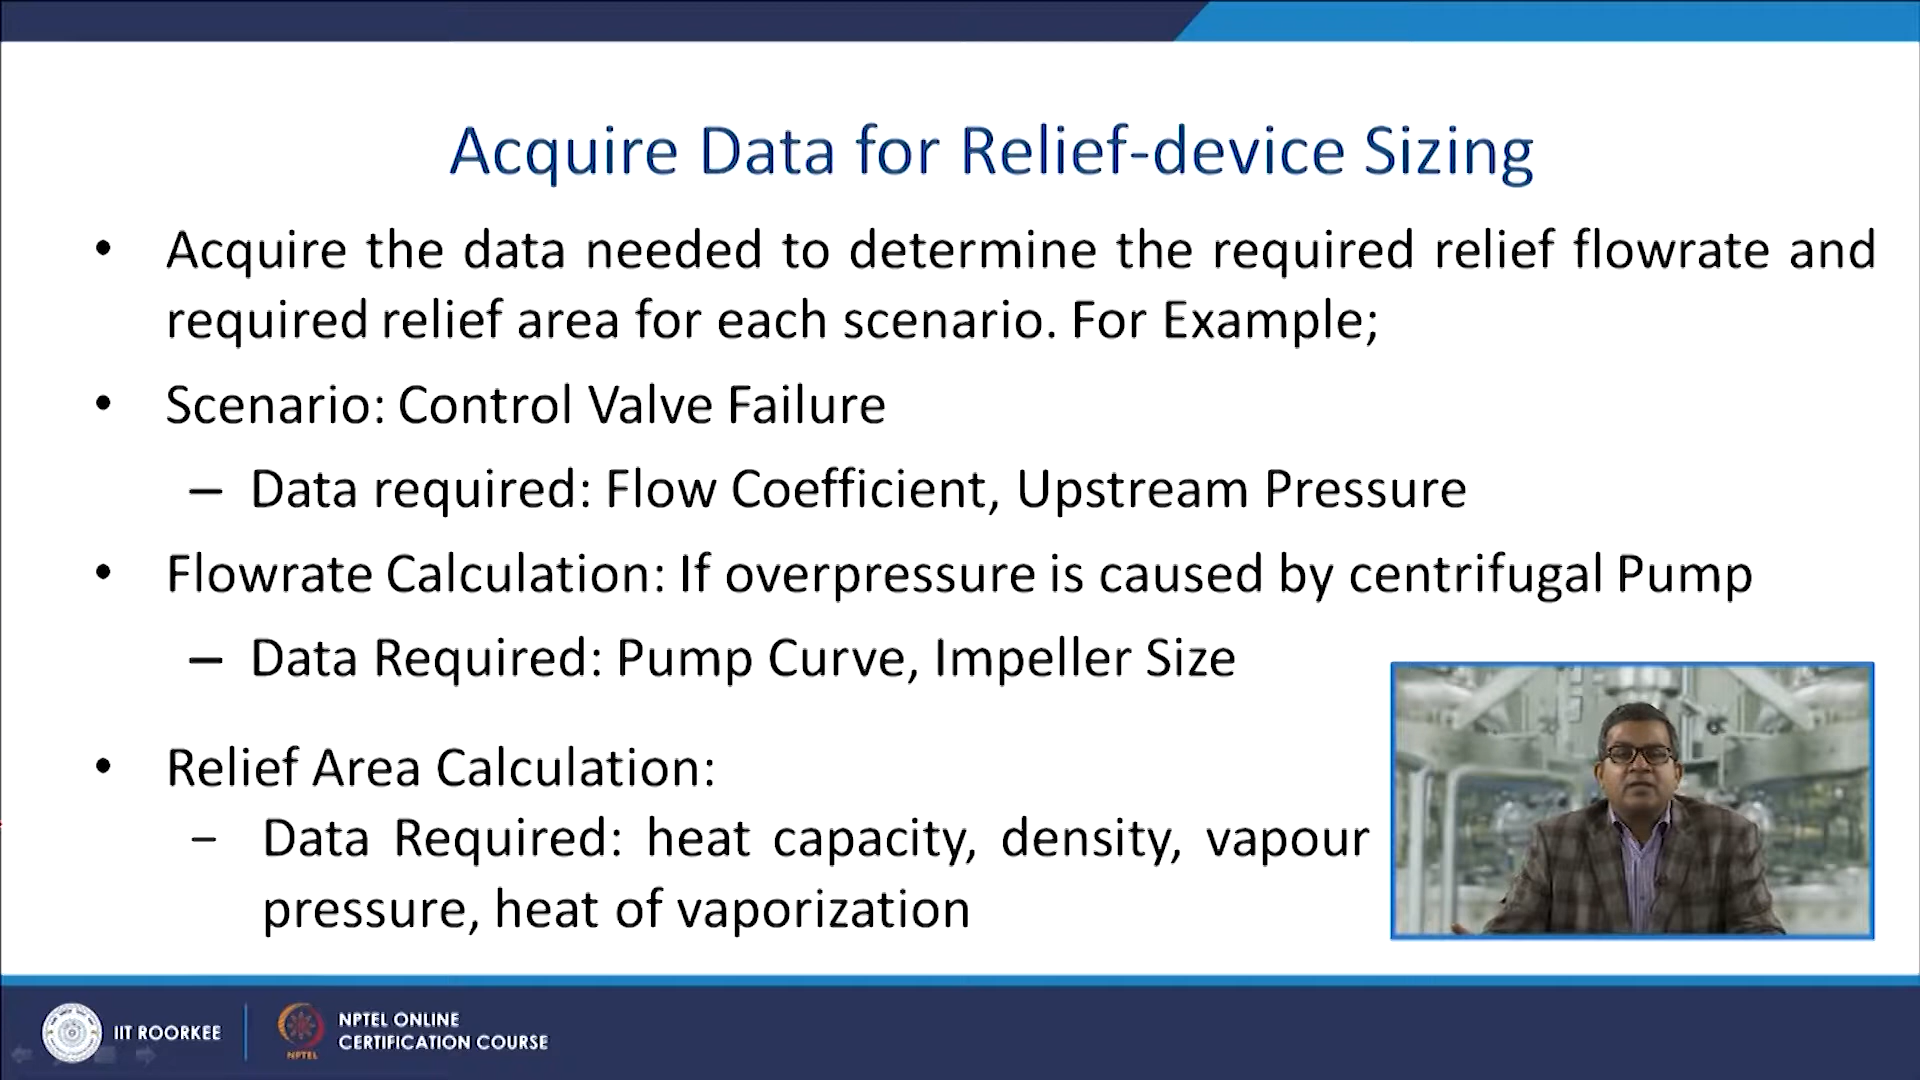 Acquire Data for Relief-device Sizing
• Acquire the data needed to determine the required relief flowrate and
required relief area for each scenario. For Example;
• Scenario: Control Valve Failure
– Data required: Flow Coefficient, Upstream Pressure
• Flowrate Calculation: If overpressure is caused by centrifugal Pump
– Data Required: Pump Curve, Impeller Size
• Relief Area Calculation:
– Data Required: heat capacity, density, vapour
pressure, heat of vaporization
IIT ROORKEE
NPTEL
NPTEL ONLINE
CERTIFICATION COURSE